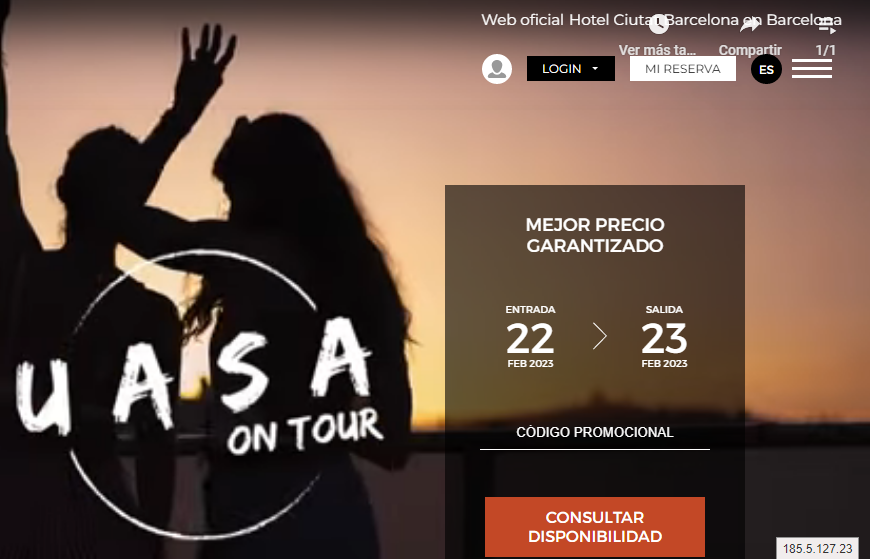 Web oficial Hotel Ciutat Barcelona en Barcelona
Ver más ta... Compartir 1/1
LOGIN MI RESERVA ES
MEJOR PRECIO
GARANTIZADO
ENTRADA SALIDA
22 > 23
FEB 2023 FEB 2023
UASA
ON TOUR
CÓDIGO PROMOCIONAL
CONSULTAR
DISPONIBILIDAD
185.5.127.23